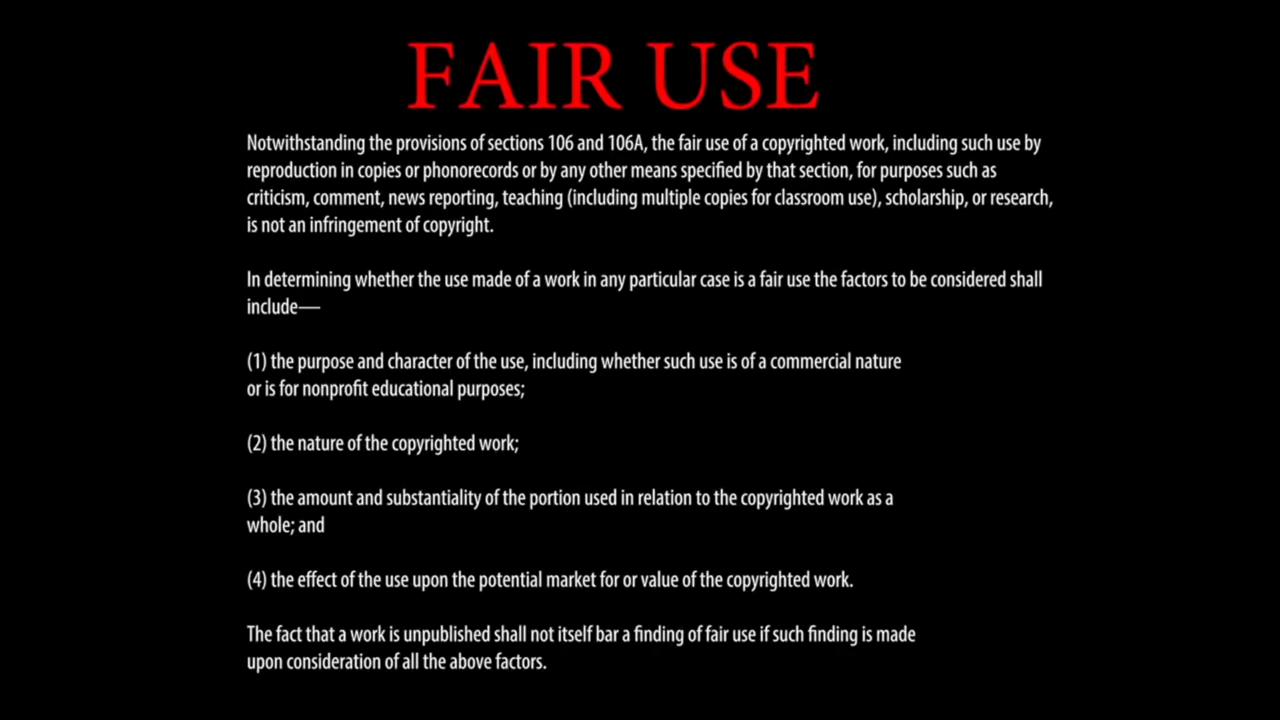 FAIR USE
Notwithstanding the provisions of sections 106 and 106A, the fair use of a copyrighted work, including such use by
reproduction in copies or phonorecords or by any other means specified by that section, for purposes such as
criticism, comment, news reporting, teaching (including multiple copies for classroom use), scholarship, or research,
is not an infringement of copyright.
In determining whether the use made of a work in any particular case is a fair use the factors to be considered shall
include—
(1) the purpose and character of the use, including whether such use is of a commercial nature
or is for nonprofit educational purposes;
(2) the nature of the copyrighted work;
(3) the amount and substantiality of the portion used in relation to the copyrighted work as a
whole; and
(4) the effect of the use upon the potential market for or value of the copyrighted work.
The fact that a work is unpublished shall not itself bar a finding of fair use if such finding is made
upon consideration of all the above factors.